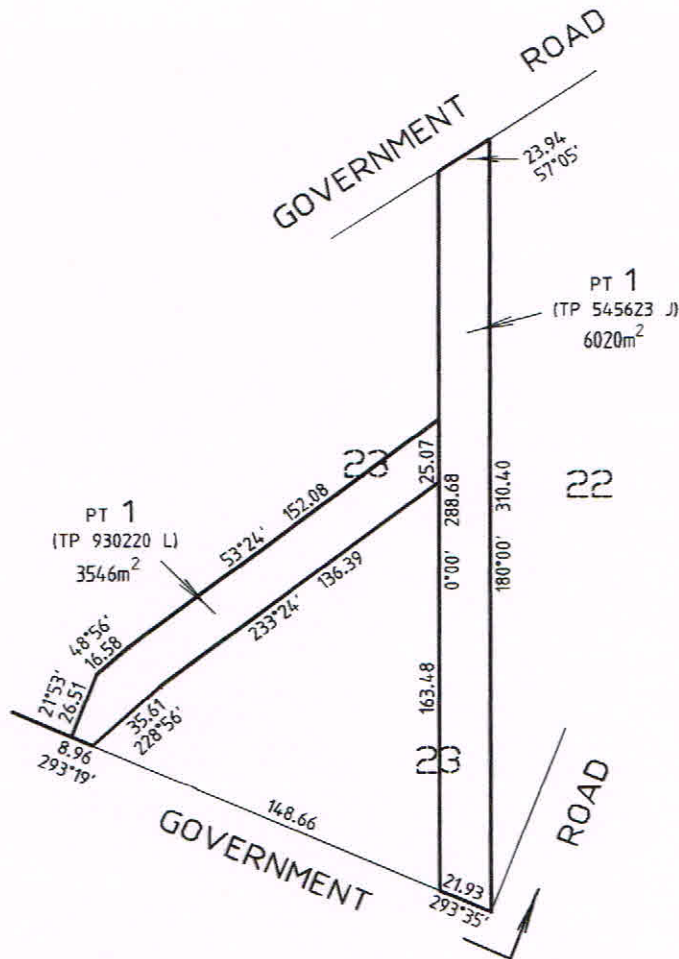 GOVERNMENT ROAD
23.94
57°05'
PT 1
(TP 545623 J)
6020m²
23
22
25.07
288.68
0°00'
310.40
180°00'
152.08
53°24'
PT 1
(TP 930220 L)
3546m²
136.39
233°24'
48°56'
16.58
21°53'
26.51
35.61
228°56'
163.48
23
8.96
293°19'
148.66
GOVERNMENT
ROAD
21.93
293°35'